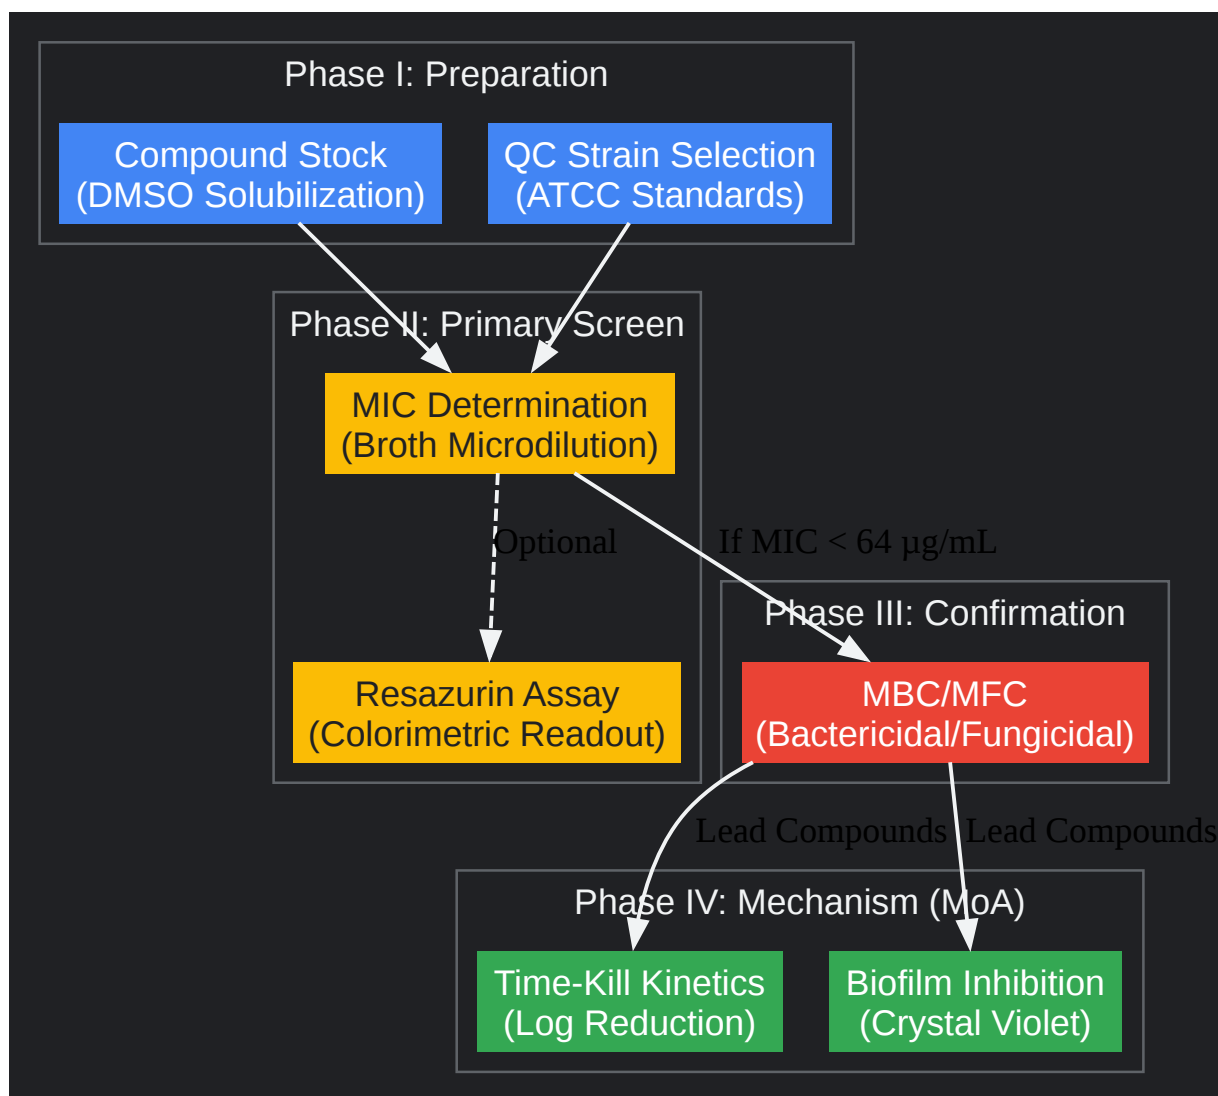 Phase I: Preparation
Compound Stock
(DMSO Solubilization)
QC Strain Selection
(ATCC Standards)
Phase II: Primary Screen
MIC Determination
(Broth Microdilution)
Optional
If MIC < 64 µg/mL
Phase III: Confirmation
Resazurin Assay
(Colorimetric Readout)
MBC/MFC
(Bactericidal/Fungicidal)
Lead Compounds
Lead Compounds
Phase IV: Mechanism (MoA)
Time-Kill Kinetics
(Log Reduction)
Biofilm Inhibition
(Crystal Violet)